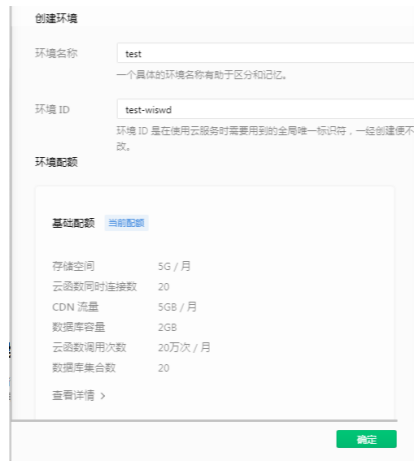 创建环境
环境名称 test
一个具体的环境名称有助于区分和记忆。
环境 ID test-wiswd
环境 ID 是在使用云服务时需要用到的全局唯一标识符，一经创建便不
改。
环境配额
基础配额 当前配额
存储空间 5G / 月
云函数同时连接数 20
CDN 流量 5GB / 月
数据库容量 2GB
云函数调用次数 20万次 / 月
数据库集合数 20
查看详情 >
确定